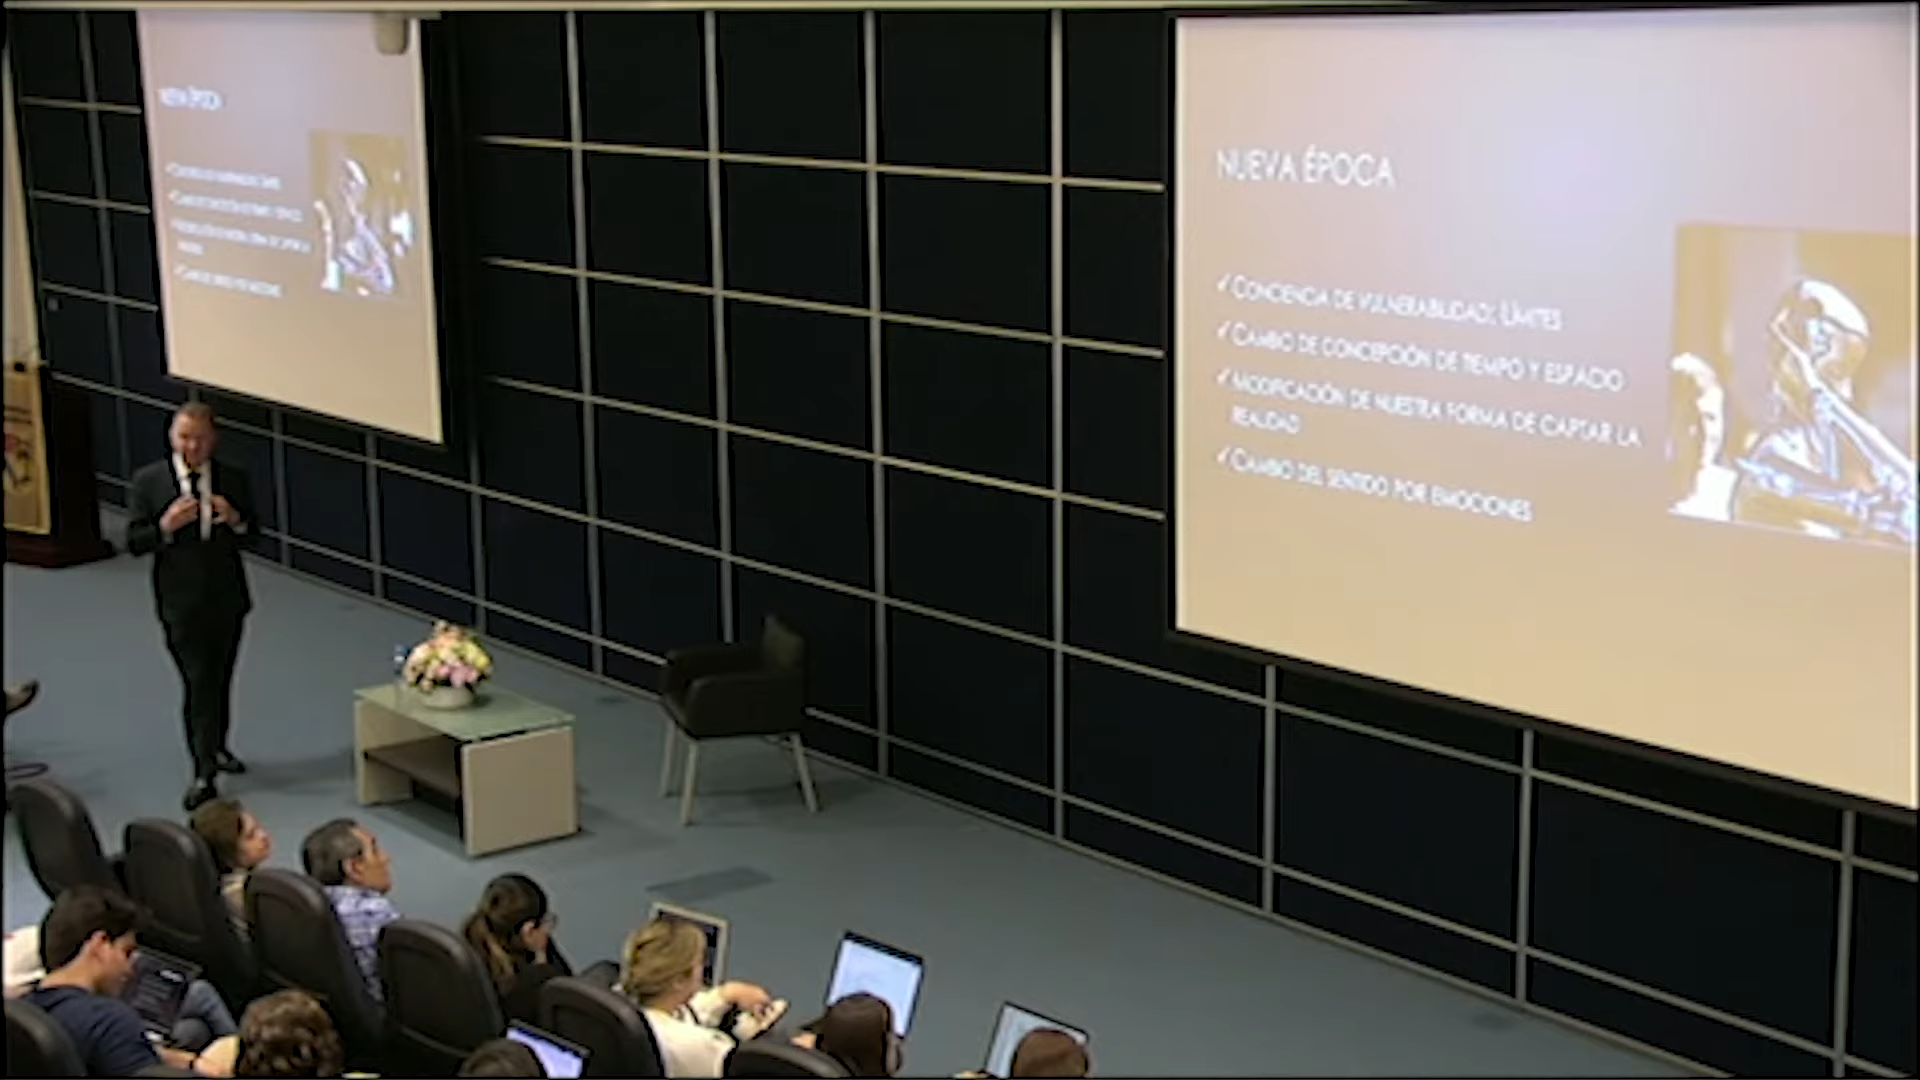 NUEVA ÉPOCA
✓ CONCIENCIA DE VULNERABILIDAD: LÍMITES
✓ CAMBIO DE CONCEPCIÓN DE TIEMPO Y ESPACIO
✓ MODIFICACIÓN DE NUESTRA FORMA DE CAPTAR LA
REALIDAD
✓ CAMBIO DEL SENTIDO POR EMOCIONES